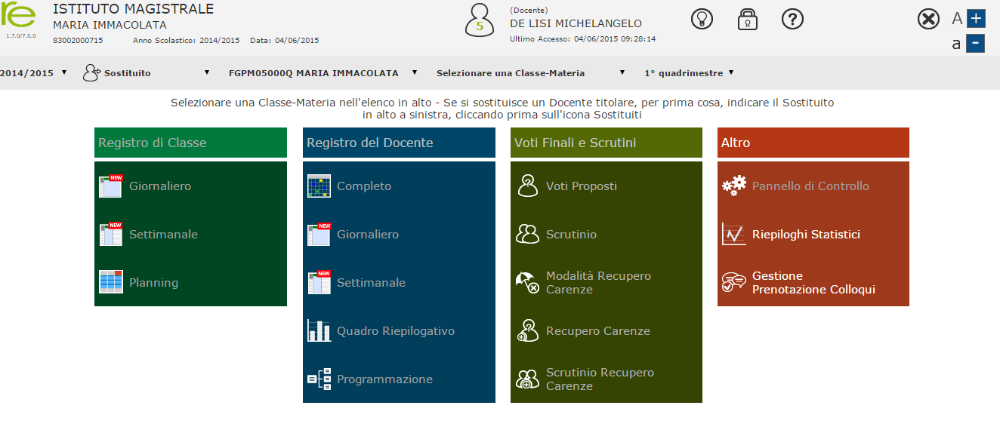 re
1.7.0/7.0.0
ISTITUTO MAGISTRALE
MARIA IMMACOLATA
83002000715 Anno Scolastico: 2014/2015 Data: 04/06/2015
5
(Docente)
DE LISI MICHELANGELO
Ultimo Accesso: 04/06/2015 09:28:14
?
A +
a -
2014/2015 Sostituito FGPM05000Q MARIA IMMACOLATA Selezionare una Classe-Materia 1° quadrimestre
Selezionare una Classe-Materia nell'elenco in alto - Se si sostituisce un Docente titolare, per prima cosa, indicare il Sostituito
in alto a sinistra, cliccando prima sull'icona Sostituiti
Registro di Classe
NEW
Giornaliero
NEW
Settimanale
Planning
Registro del Docente
Completo
NEW
Giornaliero
NEW
Settimanale
Quadro Riepilogativo
Programmazione
Voti Finali e Scrutini
?
Voti Proposti
Scrutinio
Modalità Recupero
Carenze
?
Recupero Carenze
Scrutinio Recupero
Carenze
Altro
Pannello di Controllo
Riepiloghi Statistici
Gestione
Prenotazione Colloqui